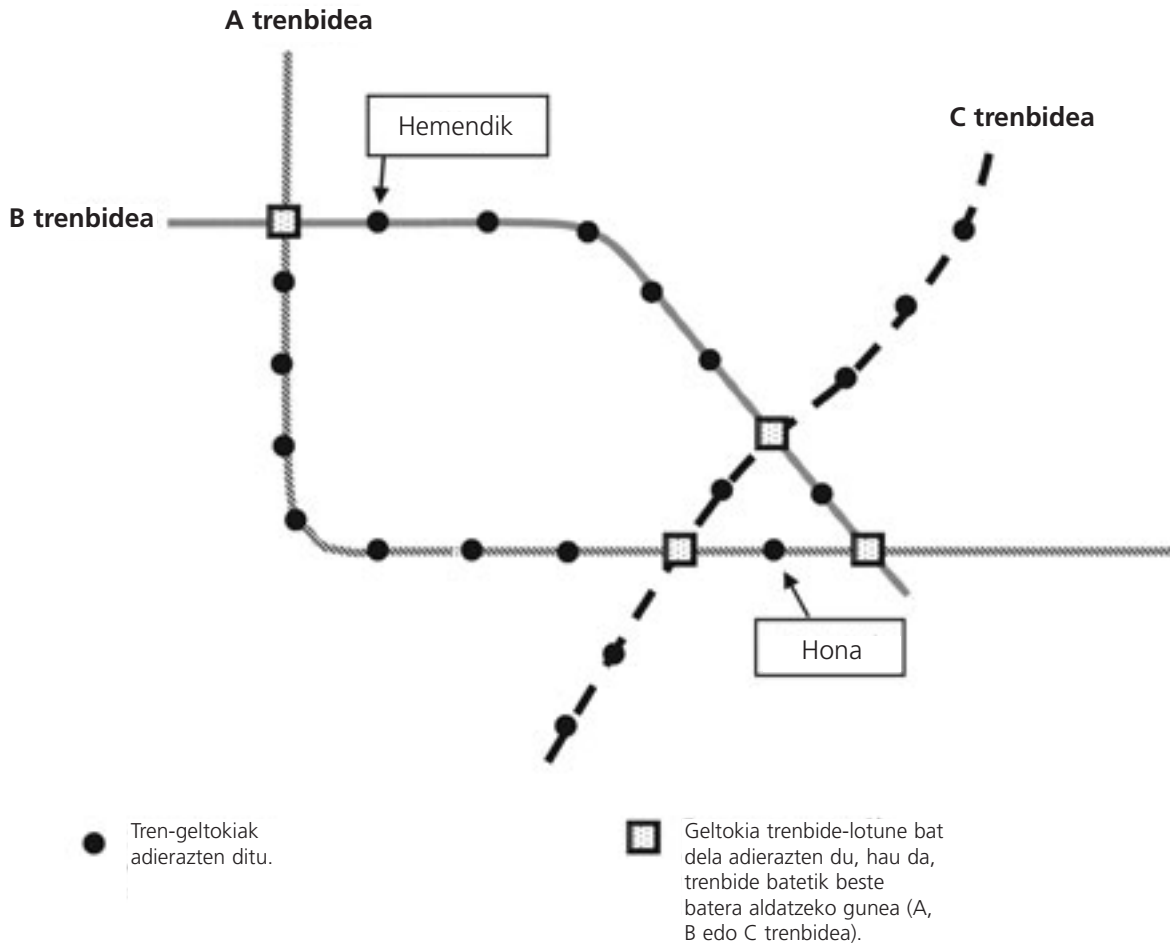 A trenbidea
Hemendik
C trenbidea
B trenbidea
Hona
Tren-geltokiak
adierazten ditu.
Geltokia trenbide-lotune bat
dela adierazten du, hau da,
trenbide batetik beste
batera aldatzeko gunea (A,
B edo C trenbidea).